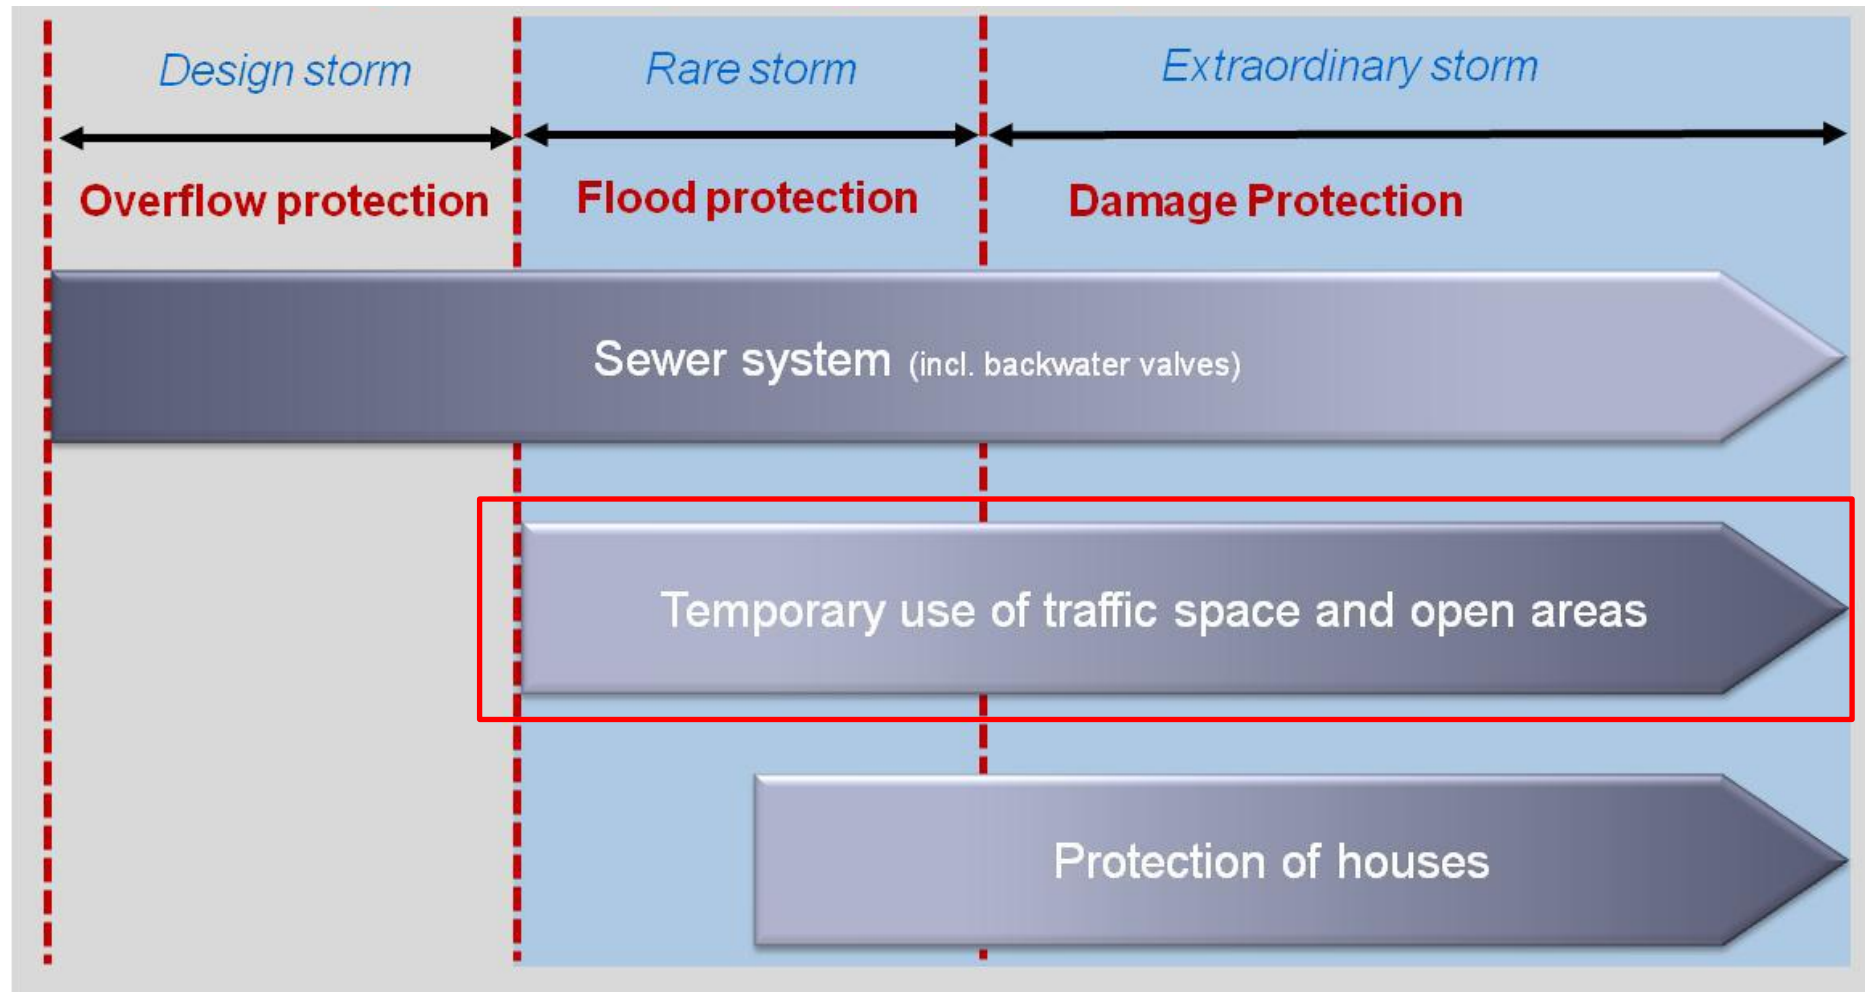 Design storm
Rare storm
Extraordinary storm
Overflow protection
Flood protection
Damage Protection
Sewer system (incl. backwater valves)
Temporary use of traffic space and open areas
Protection of houses